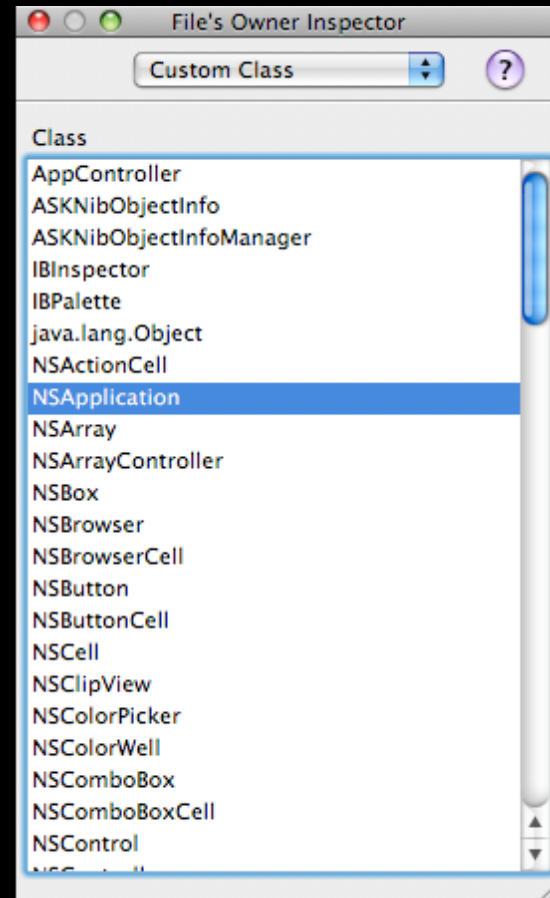 File's Owner Inspector
Custom Class
?
Class
AppController
ASKNibObjectInfo
ASKNibObjectInfoManager
IBInspector
IBPalette
java.lang.Object
NSActionCell
NSApplication
NSArray
NSArrayController
NSBox
NSBrowser
NSBrowserCell
NSButton
NSButtonCell
NSCell
NSClipView
NSColorPicker
NSColorWell
NSComboBox
NSComboBoxCell
NSControl